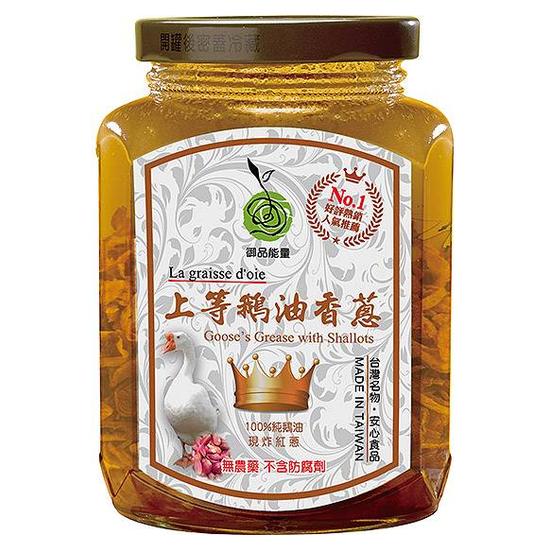 開罐後密蓋冷藏
御品能量
No.1
好評熱銷
人氣推薦
La graisse d'oie
上等鵝油香蔥
Goose's Grease with Shallots
台灣名物・安心食品
MADE IN TAIWAN
100%純鵝油
現炸紅蔥
無農藥 不含防腐劑